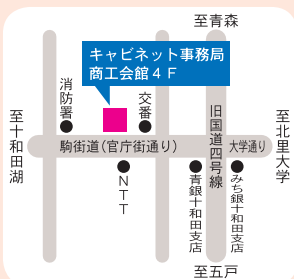 至青森
キャビネット事務局
商工会館４Ｆ
消防署
交番
旧国道四号線
至十和田湖
駒街道(官庁街通り)
大学通り
至北里大学
ＮＴＴ
青銀十和田支店
みち銀十和田支店
至五戸